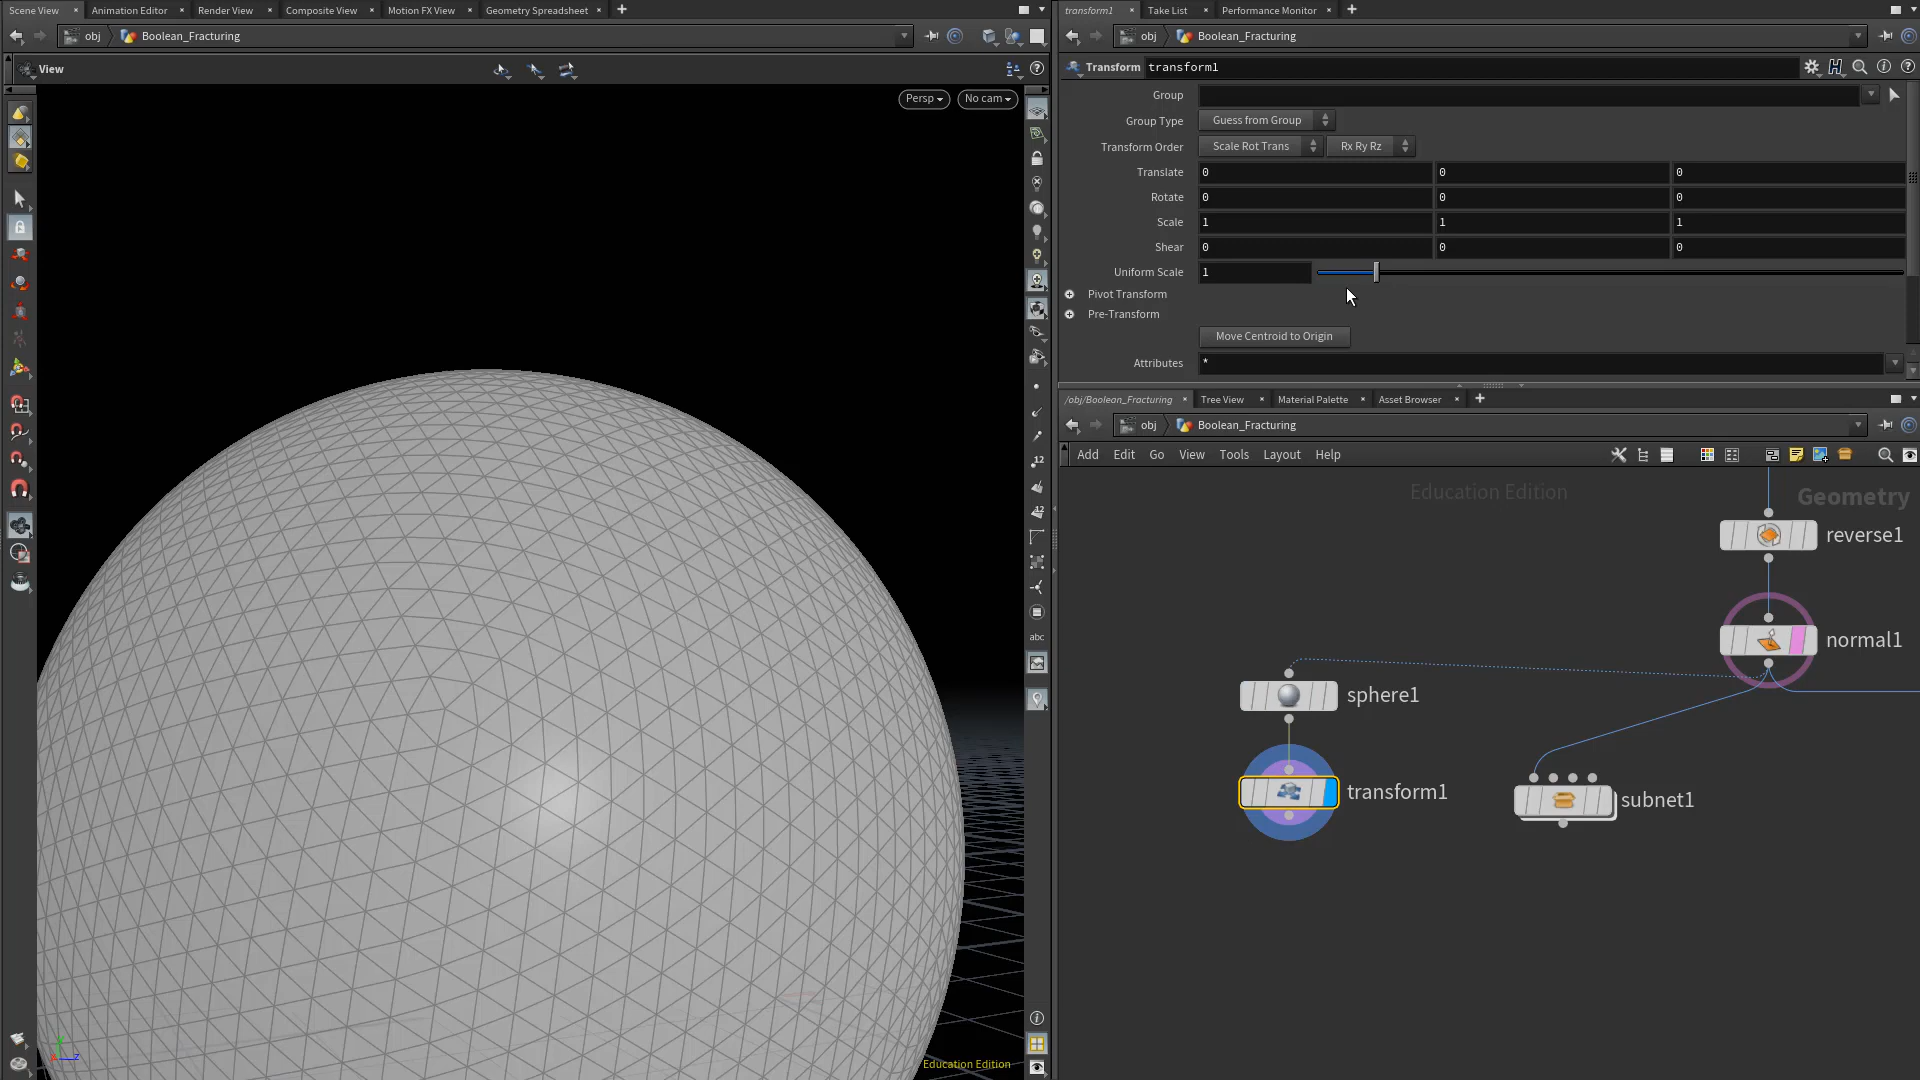 Scene View × Animation Editor × Render View × Composite View × Motion FX View × Geometry Spreadsheet × +
obj Boolean_Fracturing
View
Persp No cam
12
12
abc
Education Edition
transform1 × Take List × Performance Monitor × +
obj Boolean_Fracturing
Transform transform1
Group
Group Type Guess from Group
Transform Order Scale Rot Trans Rx Ry Rz
Translate 0 0 0
Rotate 0 0 0
Scale 1 1 1
Shear 0 0 0
Uniform Scale 1
Pivot Transform
Pre-Transform
Move Centroid to Origin
Attributes *
/obj/Boolean_Fracturing × Tree View × Material Palette × Asset Browser × +
obj Boolean_Fracturing
Add Edit Go View Tools Layout Help
Education Edition
Geometry
reverse1
normal1
sphere1
transform1
subnet1